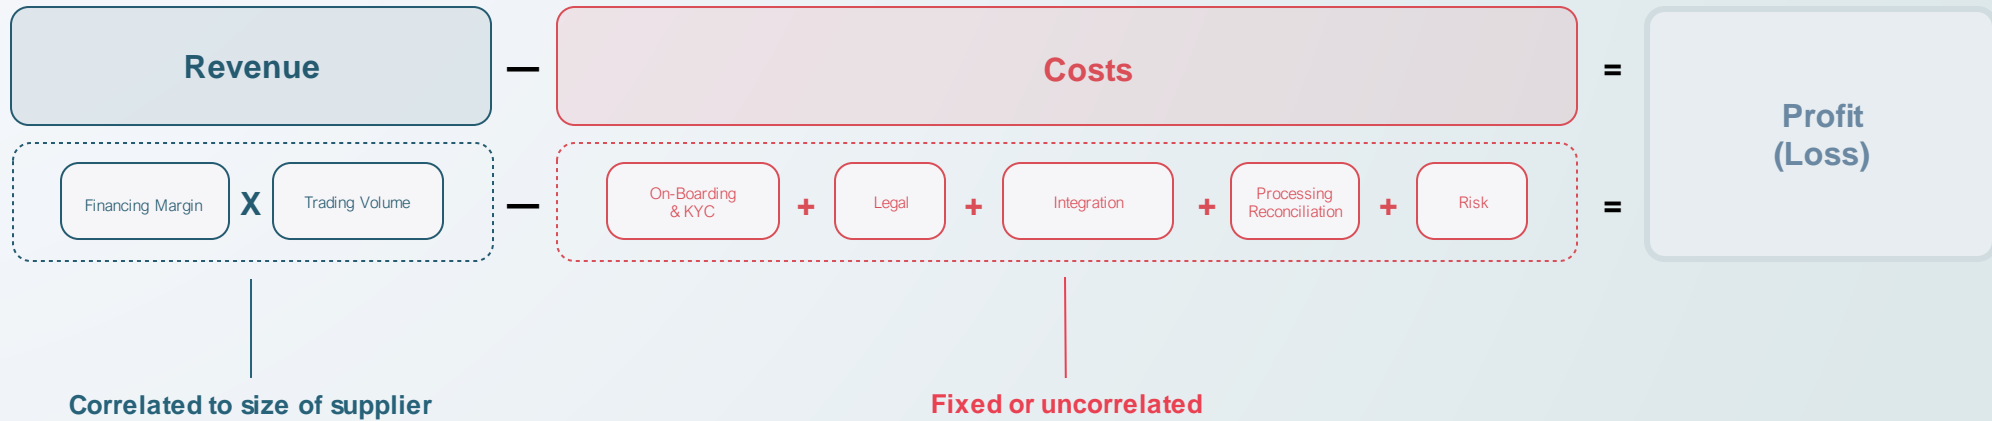 Revenue
—
Costs
=
Profit
(Loss)
Financing Margin
X
Trading Volume
—
On-Boarding
& KYC
+
Legal
+
Integration
+
Processing
Reconciliation
+
Risk
=
Correlated to size of supplier
Fixed or uncorrelated